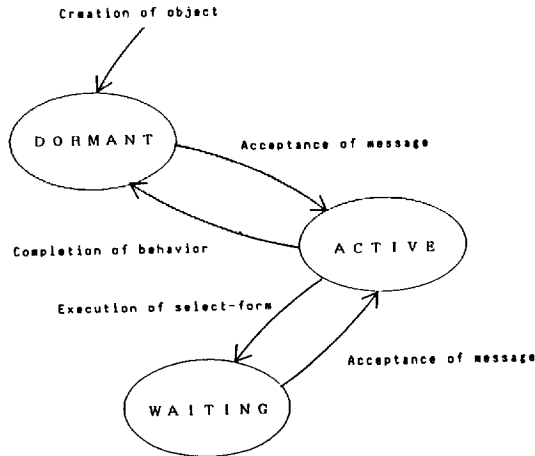 Creation of object
DORMANT
Acceptance of message
Completion of behavior
ACTIVE
Execution of select-form
Acceptance of message
WAITING